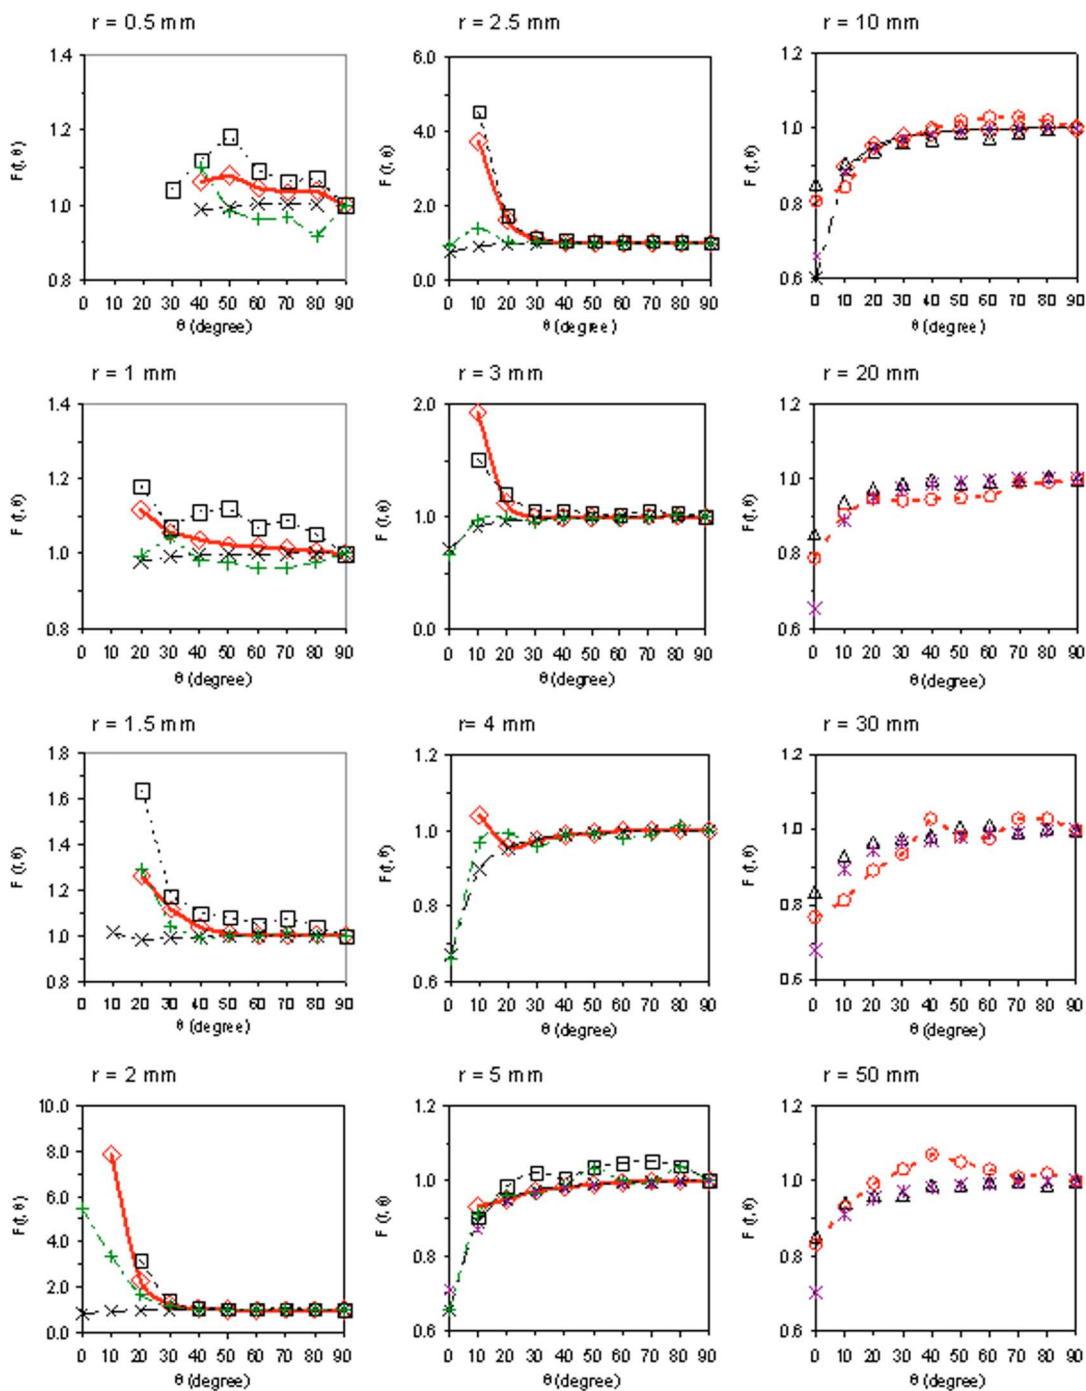 r = 0.5 mm
1.4
1.2
1.0
0.8
F (r, θ)
0 10 20 30 40 50 60 70 80 90
θ (degree)
r = 2.5 mm
6.0
4.0
2.0
0.0
F (r, θ)
0 10 20 30 40 50 60 70 80 90
θ (degree)
r = 10 mm
1.2
1.0
0.8
0.6
F (r, θ)
0 10 20 30 40 50 60 70 80 90
θ (degree)
r = 1 mm
1.4
1.2
1.0
0.8
F (r, θ)
0 10 20 30 40 50 60 70 80 90
θ (degree)
r = 3 mm
2.0
1.0
0.0
F (r, θ)
0 10 20 30 40 50 60 70 80 90
θ (degree)
r = 20 mm
1.2
1.0
0.8
0.6
F (r, θ)
0 10 20 30 40 50 60 70 80 90
θ (degree)
r = 1.5 mm
1.8
1.6
1.4
1.2
1.0
0.8
F (r, θ)
0 10 20 30 40 50 60 70 80 90
θ (degree)
r= 4 mm
1.2
1.0
0.8
0.6
F (r, θ)
0 10 20 30 40 50 60 70 80 90
θ (degree)
r = 30 mm
1.2
1.0
0.8
0.6
F (r, θ)
0 10 20 30 40 50 60 70 80 90
θ (degree)
r = 2 mm
10.0
8.0
6.0
4.0
2.0
0.0
F (r, θ)
0 10 20 30 40 50 60 70 80 90
θ (degree)
r = 5 mm
1.2
1.0
0.8
0.6
F (r, θ)
0 10 20 30 40 50 60 70 80 90
θ (degree)
r = 50 mm
1.2
1.0
0.8
0.6
F (r, θ)
0 10 20 30 40 50 60 70 80 90
θ (degree)